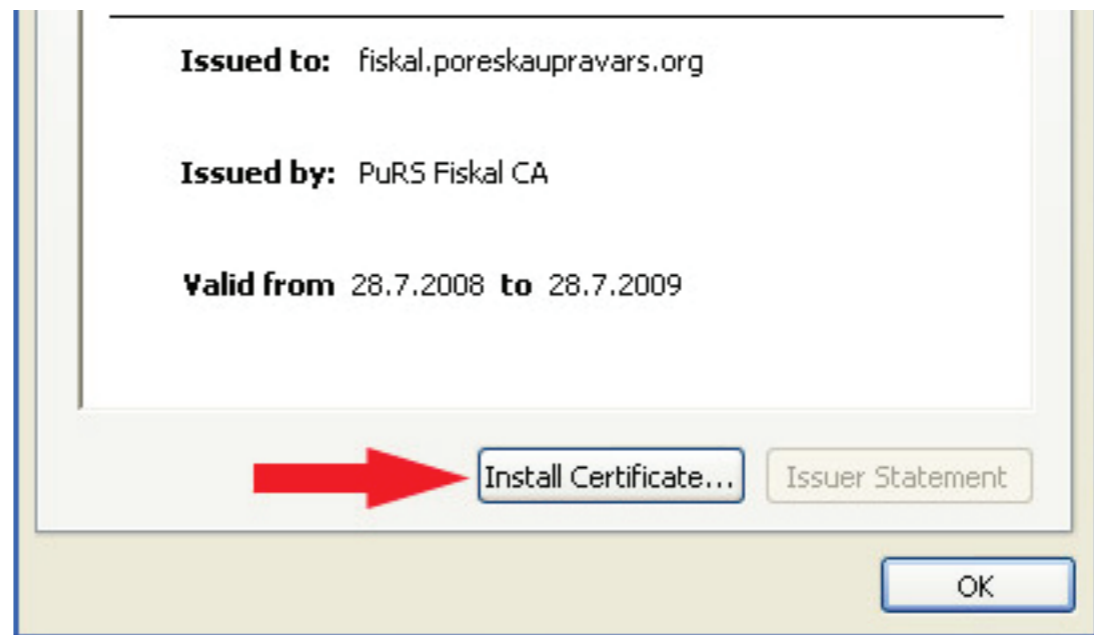 Issued to: fiskal.poreskaupravars.org
Issued by: PuRS Fiskal CA
Valid from 28.7.2008 to 28.7.2009
Install Certificate... Issuer Statement
OK